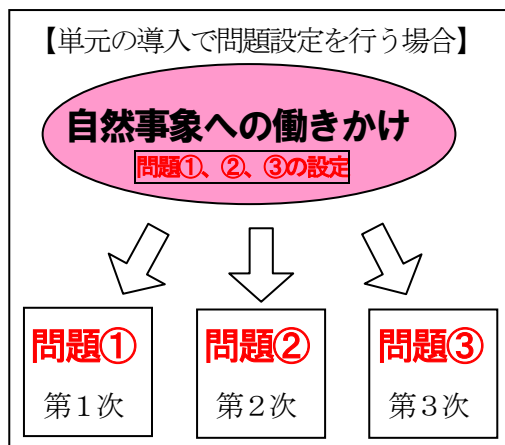 【単元の導入で問題設定を行う場合】
自然事象への働きかけ
問題①、②、③の設定
問題① 問題② 問題③
第１次 第２次 第３次